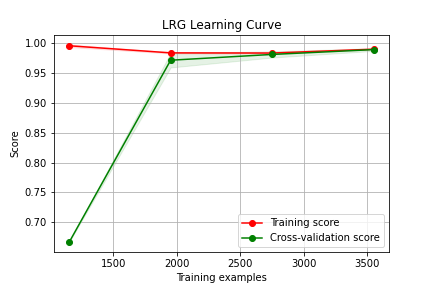 LRG Learning Curve
1.00
0.95
0.90
0.85
0.80
0.75
0.70
Score
Training score
Cross-validation score
1500 2000 2500 3000 3500
Training examples